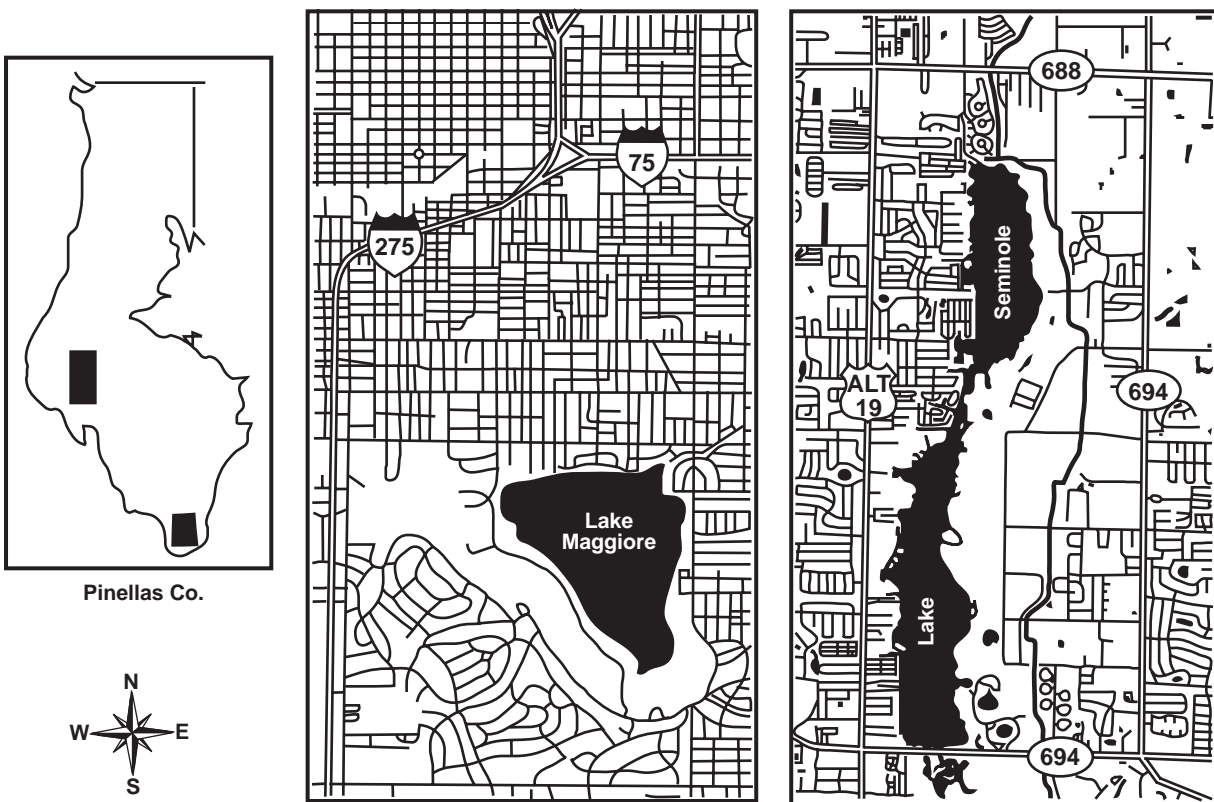 Pinellas Co.
N
W
E
S
75
275
Lake
Maggiore
688
Seminole
ALT
19
694
Lake
694